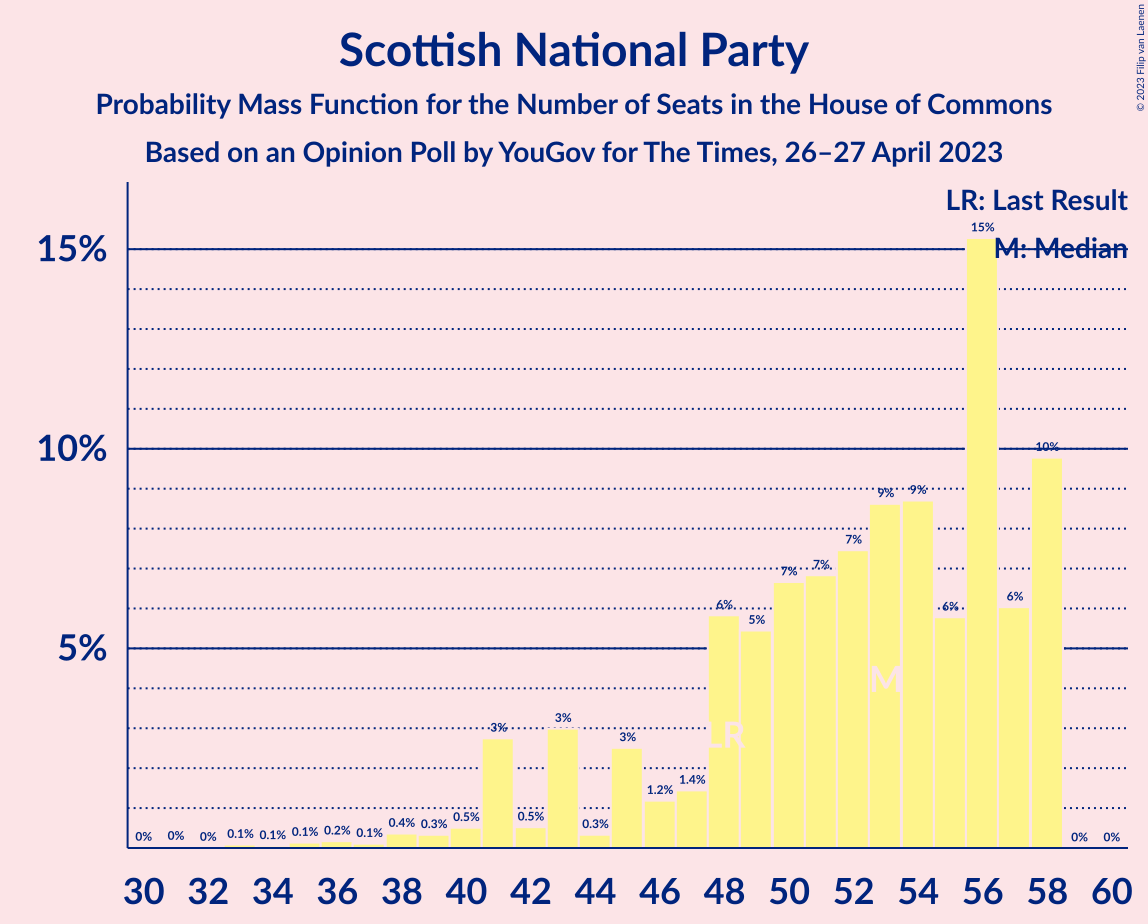 Scottish National Party
Probability Mass Function for the Number of Seats in the House of Commons
Based on an Opinion Poll by YouGov for The Times, 26–27 April 2023
© 2023 Filip van Laenen
LR: Last Result
M: Median
15%
10%
5%
0% 0% 0% 0.1% 0.1% 0.1% 0.2% 0.1% 0.4% 0.3% 0.5% 3% 0.5% 3% 0.3% 3% 1.2% 1.4% 6% 5% 7% 7% 7% 9% 9% 6% 15% 6% 10% 0% 0%
LR
M
30 32 34 36 38 40 42 44 46 48 50 52 54 56 58 60